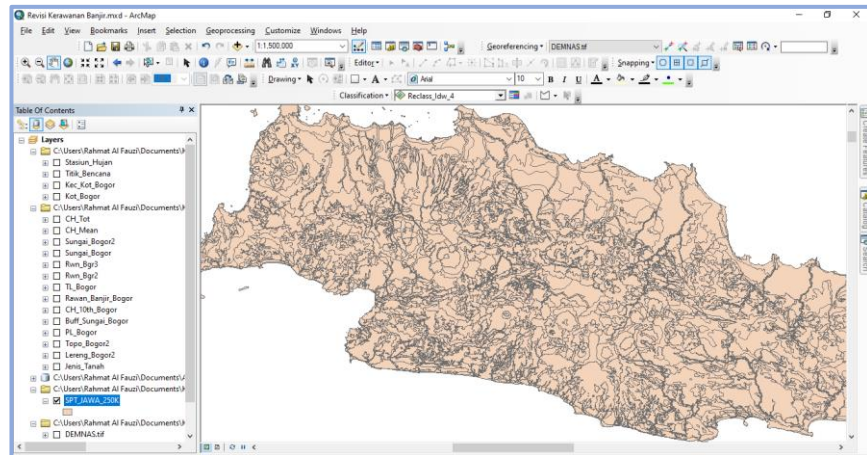 Revisi Kerawanan Banjir.mxd - ArcMap
File Edit View Bookmarks Insert Selection Geoprocessing Customize Windows Help
1:1.500.000 Georeferencing DEMNAS.tif
Editor Snapping
Drawing A Arial 10 B I U A
Classification Reclass_Idw_4
Table Of Contents
Layers
C:\Users\Rahmat Al Fauzi\Documents\
Stasiun_Hujan
Titik_Bencana
Kec_Kot_Bogor
Kot_Bogor
C:\Users\Rahmat Al Fauzi\Documents\
CH_Tot
CH_Mean
Sungai_Bogor2
Sungai_Bogor
Rwn_Bgr3
Rwn_Bgr2
TL_Bogor
Rawan_Banjir_Bogor
CH_10th_Bogor
Buff_Sungai_Bogor
PL_Bogor
Topo_Bogor2
Lereng_Bogor2
Jenis_Tanah
C:\Users\Rahmat Al Fauzi\Documents\A
C:\Users\Rahmat Al Fauzi\Documents\
SPT_JAWA_250K
C:\Users\Rahmat Al Fauzi\Documents\
DEMNAS.tif
Create Features
Catalog
Search